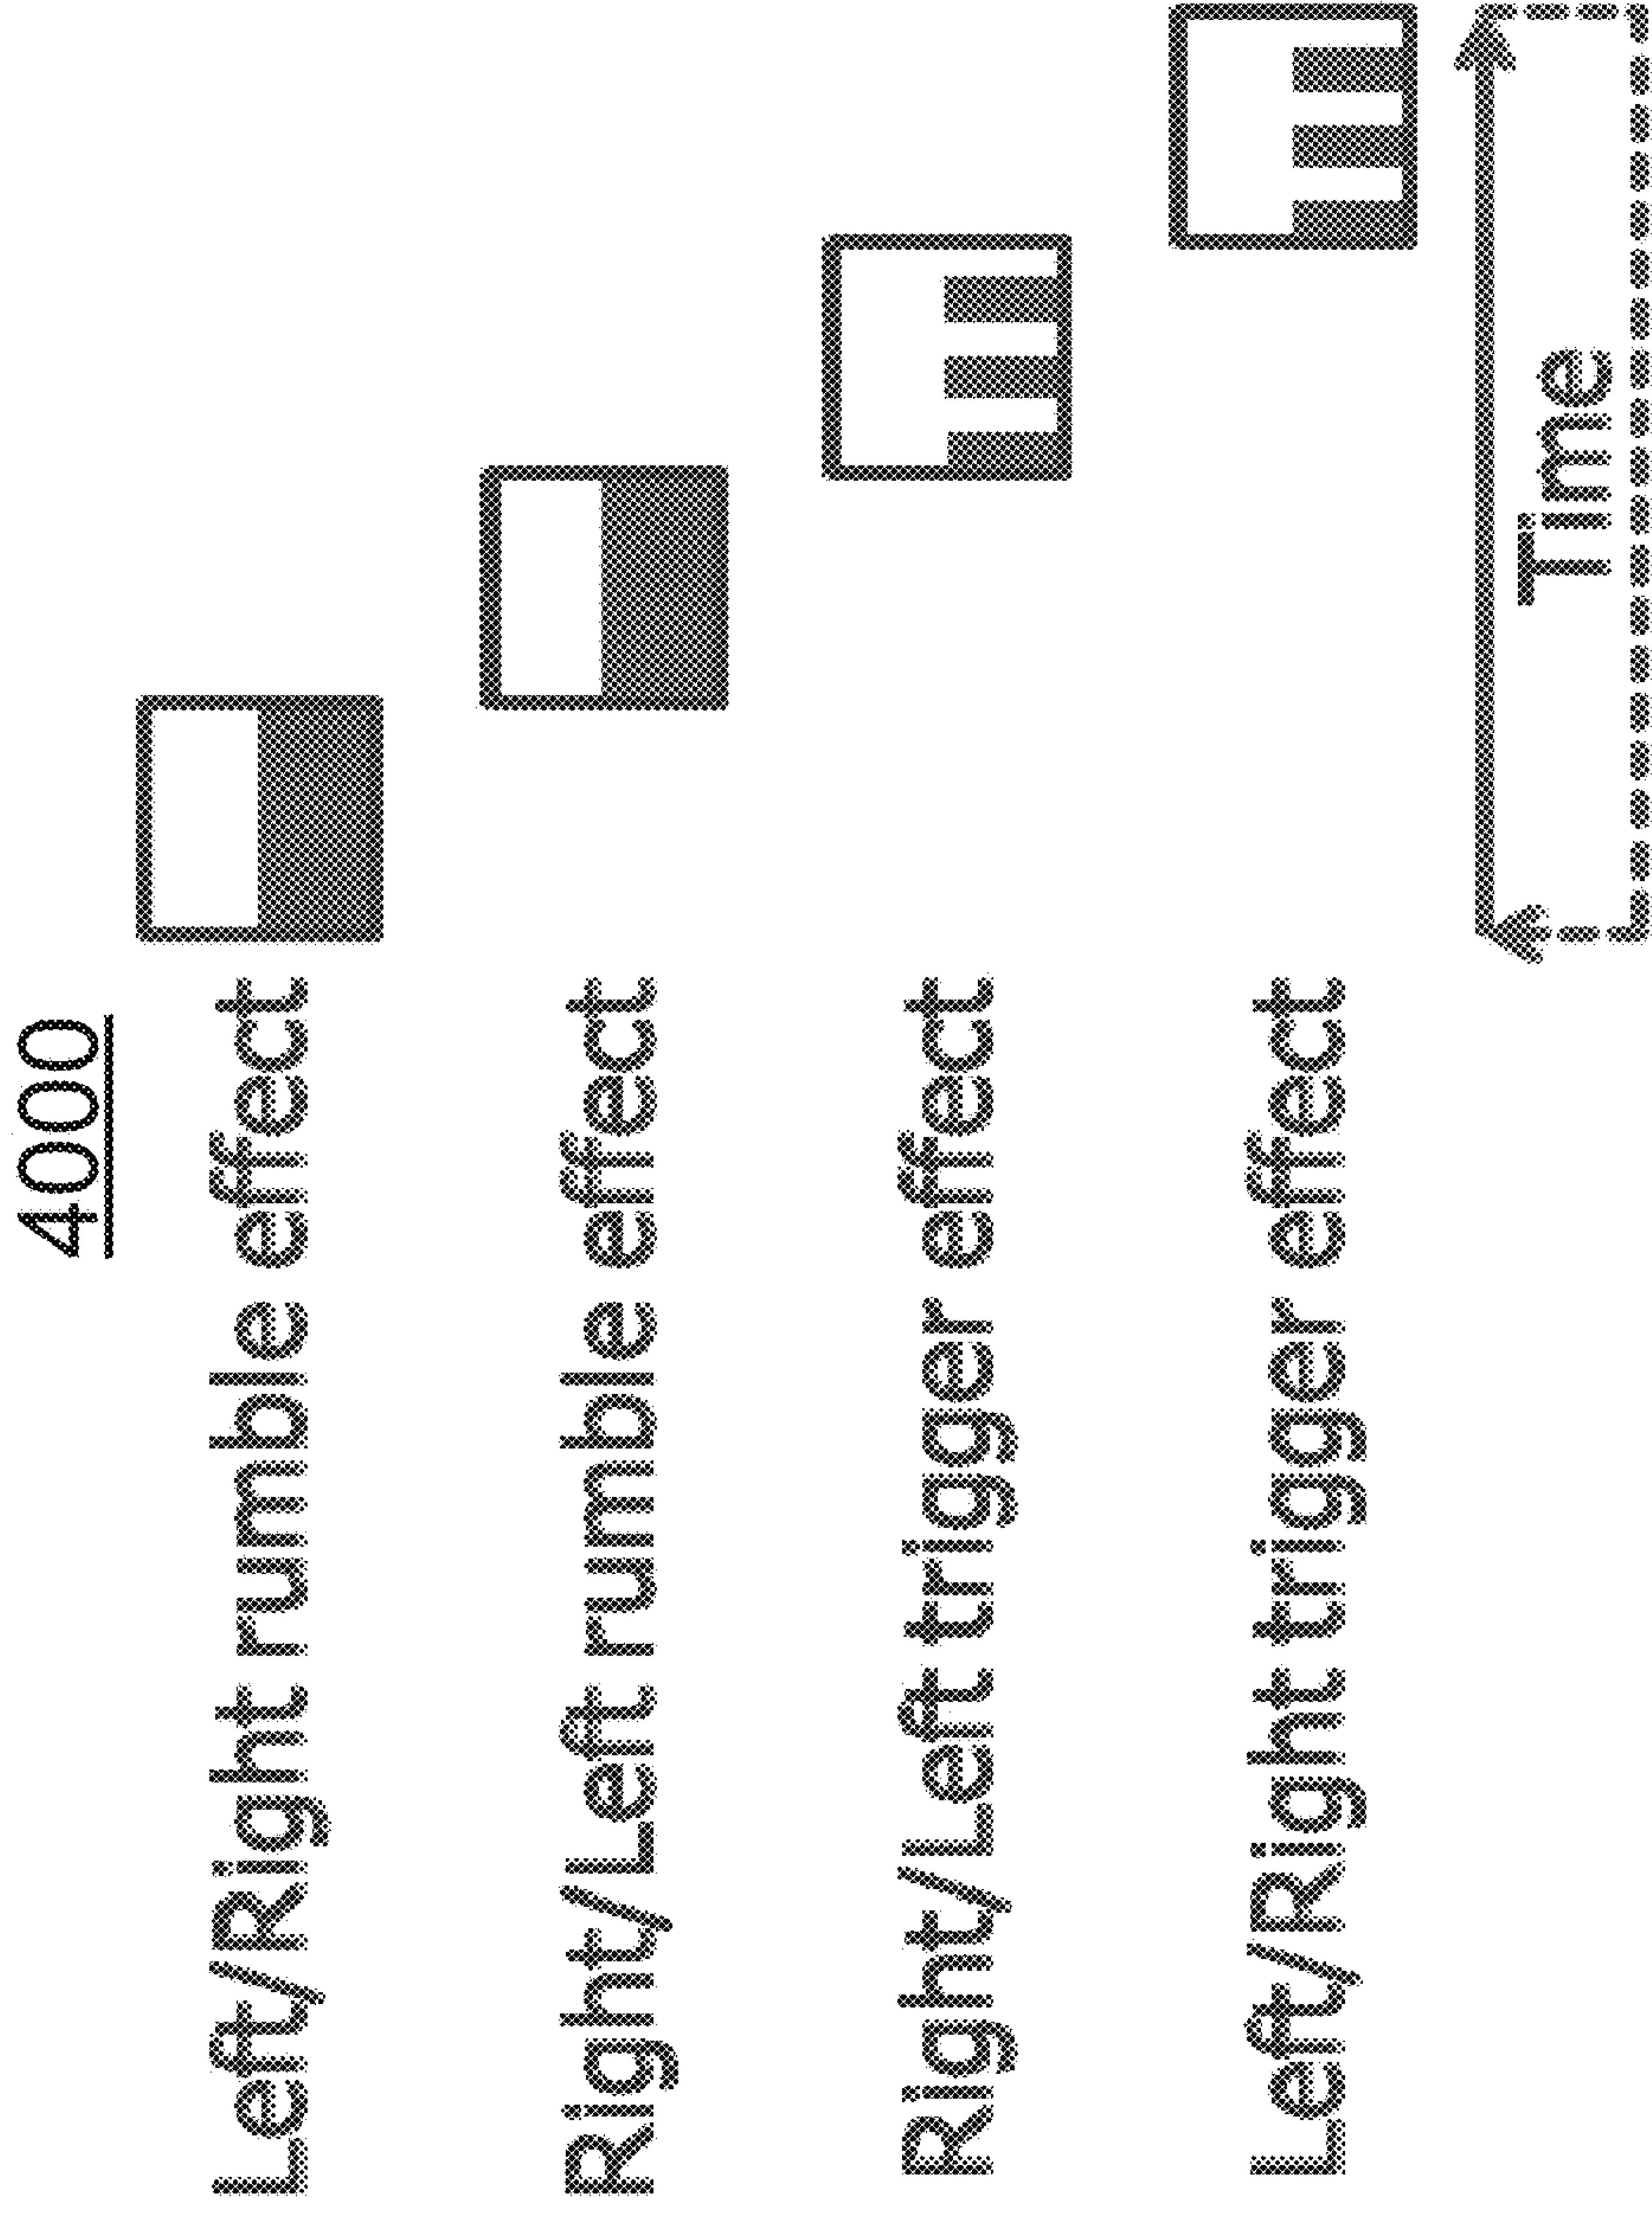 4000
Left/Right rumble effect
Right/Left rumble effect
Right/Left trigger effect
Left/Right trigger effect
Time